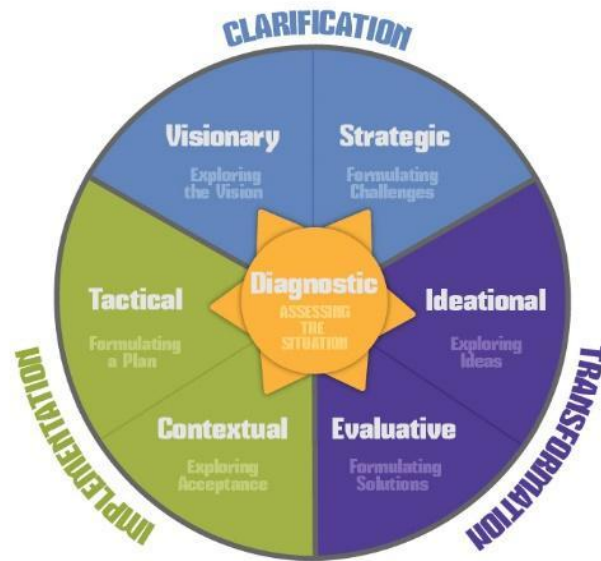 CLARIFICATION
Visionary
Exploring
the Vision
Strategic
Formulating
Challenges
Diagnostic
ASSESSING
THE
SITUATION
Tactical
Formulating
a Plan
Ideational
Exploring
Ideas
Contextual
Exploring
Acceptance
Evaluative
Formulating
Solutions
IMPLEMENTATION
TRANSFORMATION